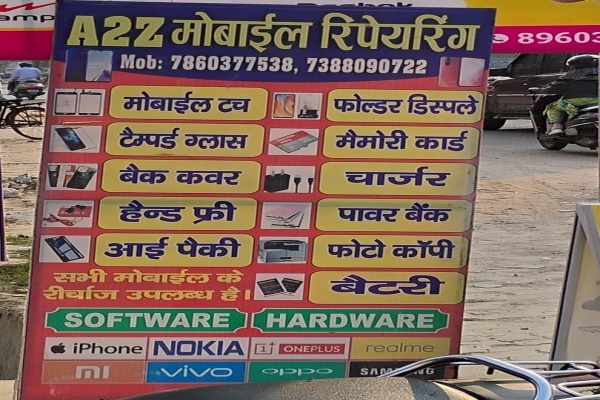 A2Z मोबाईल रिपेयरिंग
Mob: 7860377538, 7388090722
89603
मोबाईल टच
फोल्डर डिस्पले
टैम्पर्ड ग्लास
मैमोरी कार्ड
बैक कवर
चार्जर
हैन्ड फ्री
पावर बैंक
आई पैकी
फोटो कॉपी
सभी मोबाईल के
रीर्चाज उपलब्ध है।
बैटरी
SOFTWARE HARDWARE
iPhone NOKIA ONEPLUS realme
mi vivo oppo SAMSUNG